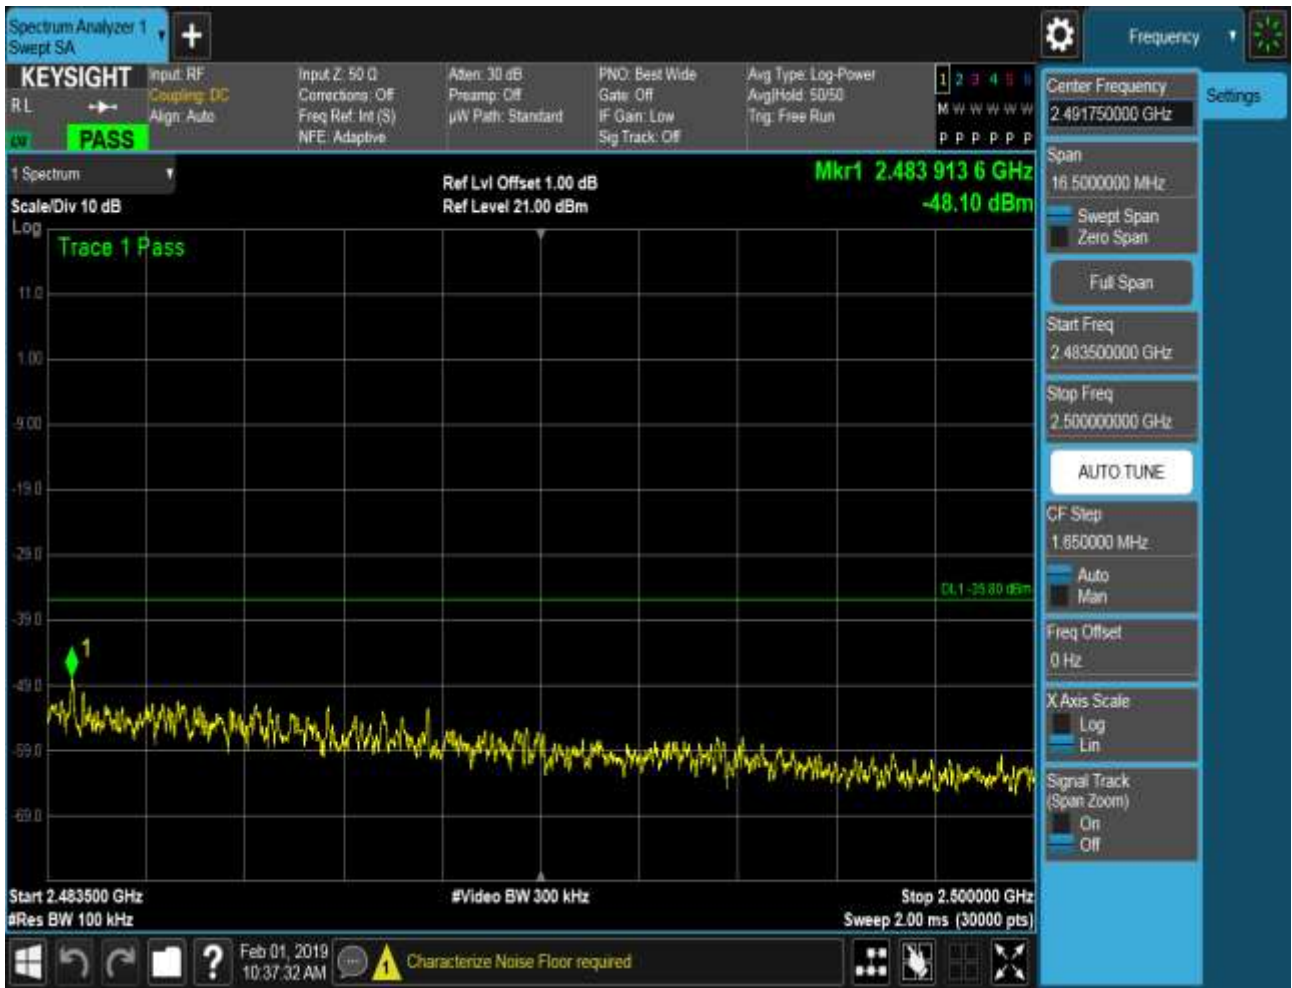 Spectrum Analyzer 1
Swept SA
Frequency
KEYSIGHT
Input: RF
Coupling: DC
Align: Auto
Input Z: 50 Ω
Corrections: Off
Freq Ref: Int (S)
NFE: Adaptive
Atten: 30 dB
Preamp: Off
µW Path: Standard
PNO: Best Wide
Gate: Off
IF Gain: Low
Sig Track: Off
Avg Type: Log-Power
Avg|Hold: 50/50
Trig: Free Run
1 2 3 4 5 6
M W W W W W
P P P P P P
R L
PASS
1 Spectrum
Scale/Div 10 dB
Ref Lvl Offset 1.00 dB
Ref Level 21.00 dBm
Mkr1 2.483 913 6 GHz
-48.10 dBm
Log
Trace 1 Pass
11.0
1.00
-9.00
-19.0
-29.0
DL1 -35.80 dBm
-39.0
1
-49.0
-59.0
-69.0
Start 2.483500 GHz
#Video BW 300 kHz
Stop 2.500000 GHz
#Res BW 100 kHz
Sweep 2.00 ms (30000 pts)
Center Frequency
2.491750000 GHz
Settings
Span
16.5000000 MHz
Swept Span
Zero Span
Full Span
Start Freq
2.483500000 GHz
Stop Freq
2.500000000 GHz
AUTO TUNE
CF Step
1.650000 MHz
Auto
Man
Freq Offset
0 Hz
X Axis Scale
Log
Lin
Signal Track
(Span Zoom)
On
Off
?
Feb 01, 2019
10:37:32 AM
1
Characterize Noise Floor required